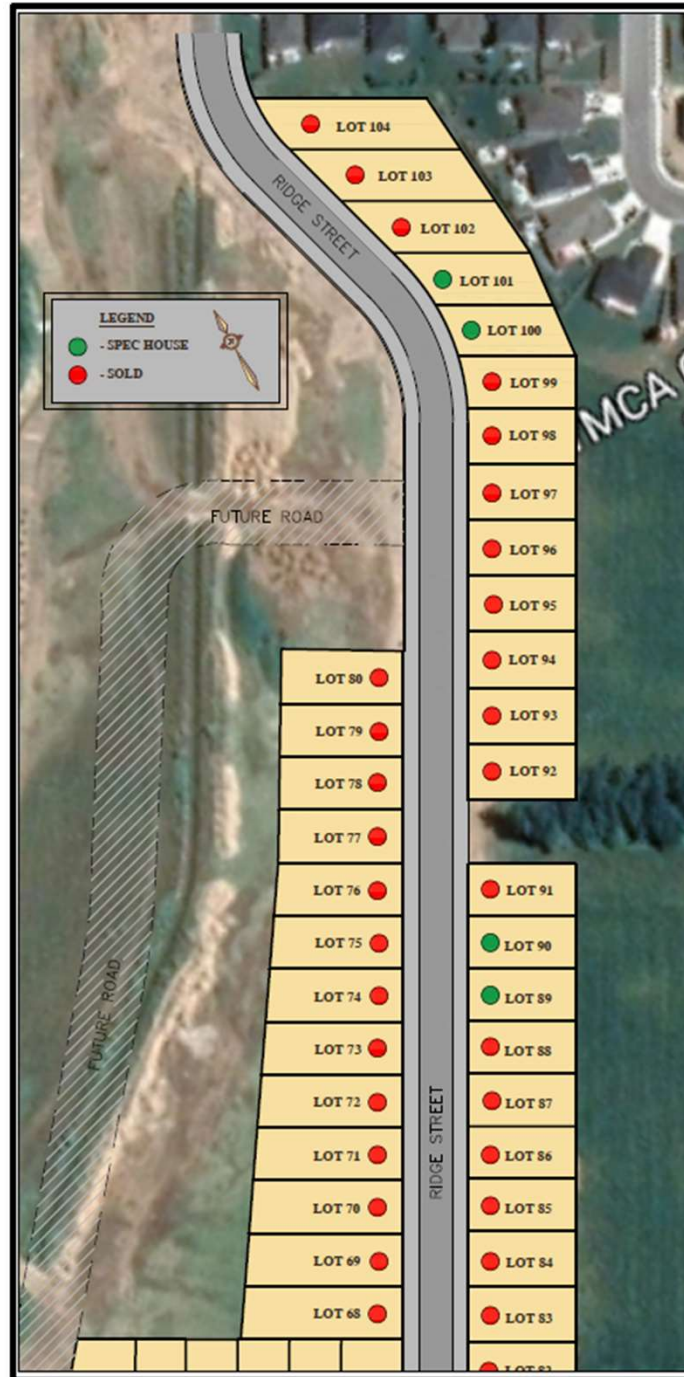 LOT 104
LOT 103
RIDGE STREET
LOT 102
LOT 101
LEGEND
- SPEC HOUSE
- SOLD
LOT 100
LOT 99
MCA
LOT 98
LOT 97
FUTURE ROAD
LOT 96
LOT 95
LOT 94
LOT 80
LOT 93
LOT 79
LOT 92
LOT 78
LOT 77
LOT 76
LOT 91
LOT 75
LOT 90
LOT 74
LOT 89
FUTURE ROAD
LOT 73
LOT 88
LOT 72
LOT 87
RIDGE STREET
LOT 71
LOT 86
LOT 70
LOT 85
LOT 69
LOT 84
LOT 68
LOT 83
LOT 82